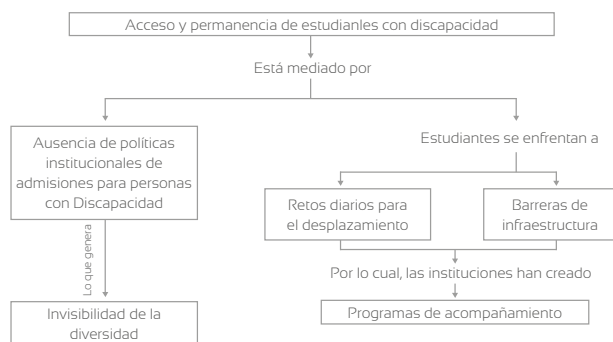 Acceso y permanencia de estudianles con discapacidad
Está mediado por
Ausencia de políticas
institucionales de
admisiones para personas
con Discapacidad
Lo que genera
Invisibilidad de la
diversidad
Estudiantes se enfrentan a
Retos diarios para
el desplazamiento
Barreras de
infraestructura
Por lo cual, las instituciones han creado
Programas de acompañamiento